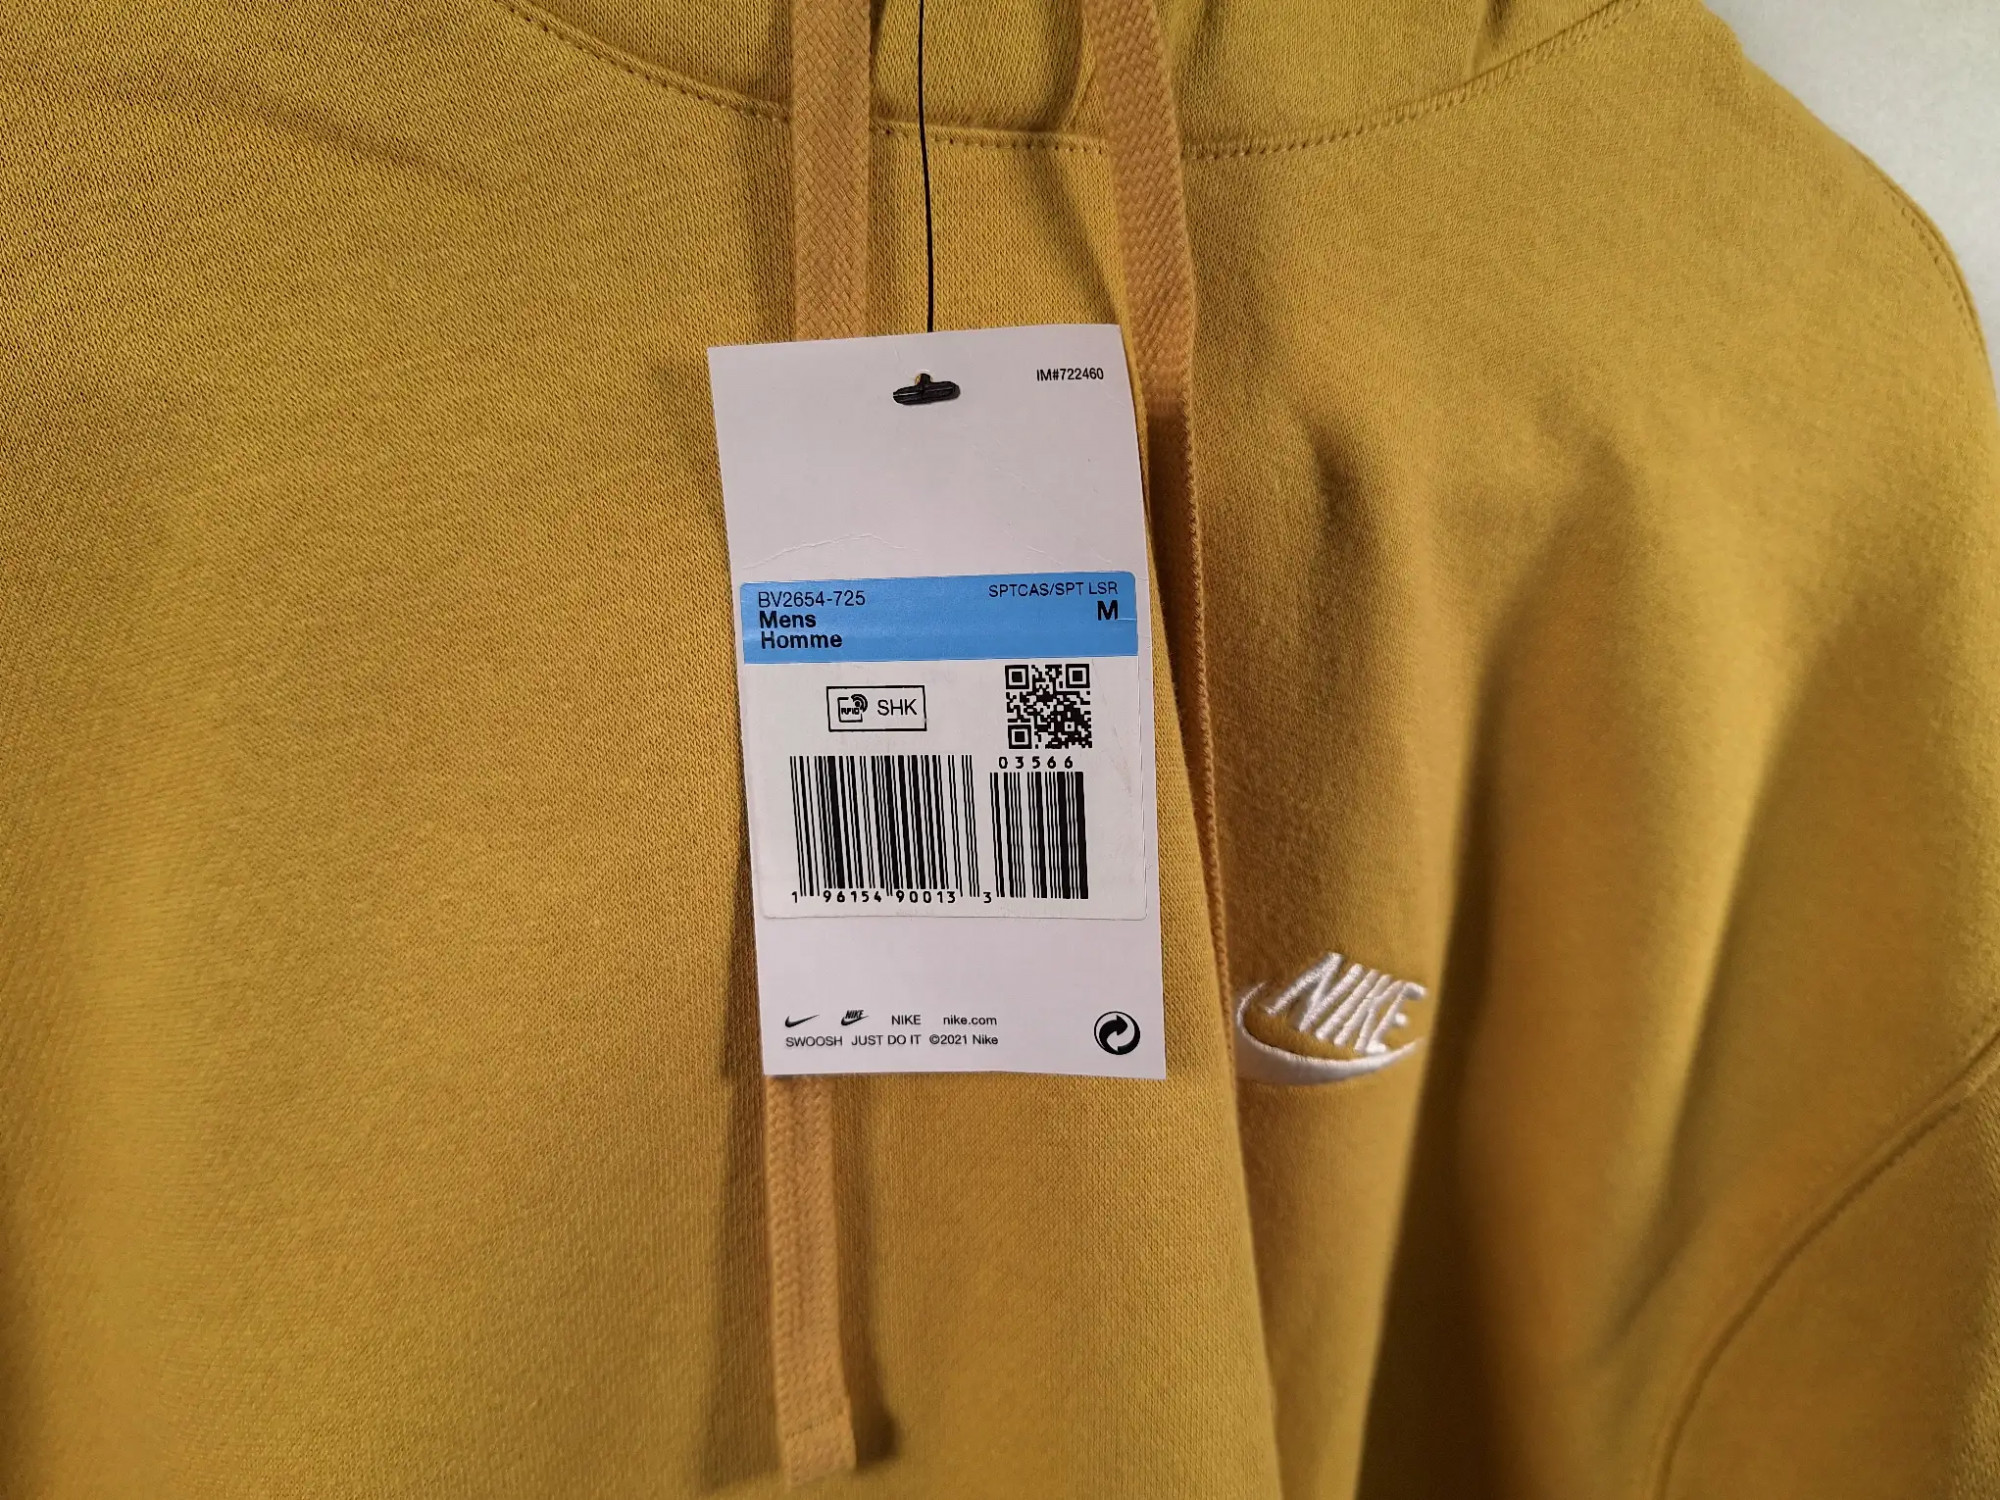 IM#722460
BV2654-725 SPTCAS/SPT LSR
Mens M
Homme
RFID SHK
03566
1 96154 90013 3
NIKE NIKE nike.com
SWOOSH JUST DO IT ©2021 Nike
NIKE